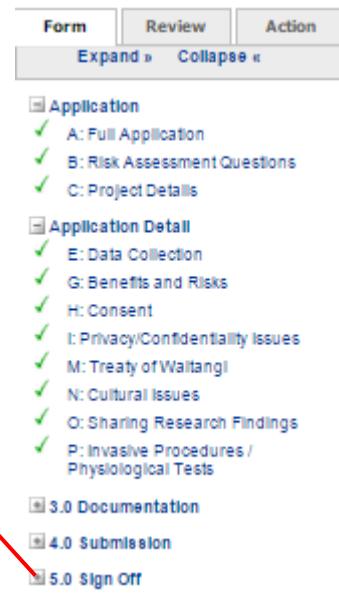 Form Review Action
Expand » Collapse «
Application
A: Full Application
B: Risk Assessment Questions
C: Project Details
Application Detail
E: Data Collection
G: Benefits and Risks
H: Consent
I: Privacy/Confidentiality Issues
M: Treaty of Waitangi
N: Cultural Issues
O: Sharing Research Findings
P: Invasive Procedures /
Physiological Tests
3.0 Documentation
4.0 Submission
5.0 Sign Off